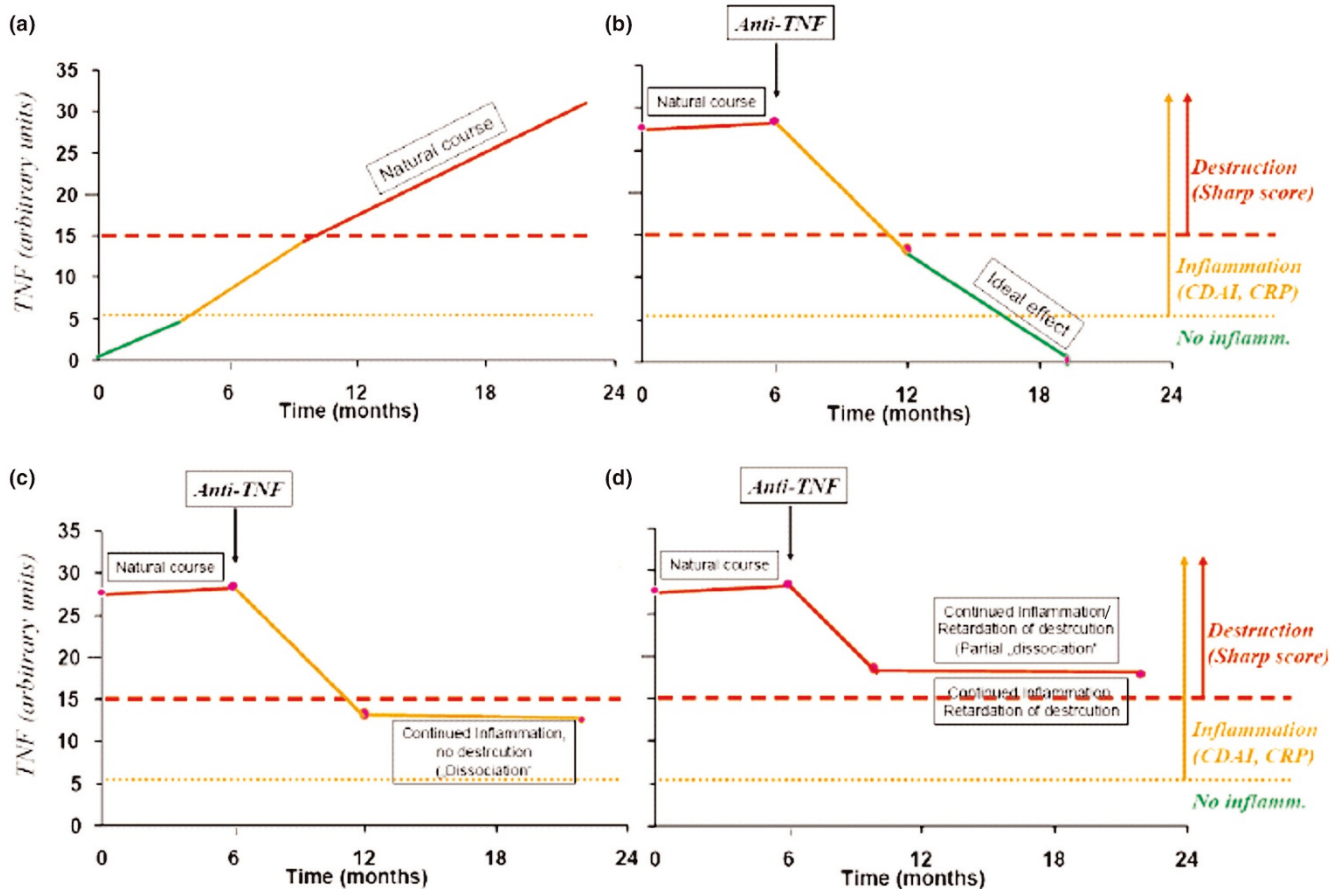 (a)
TNF (arbitrary units)
35
30
25
20
15
10
5
0
Natural course
0 6 12 18 24
Time (months)
(b)
Anti-TNF
Natural course
Ideal effect
0 6 12 18 24
Time (months)
Destruction
(Sharp score)
Inflammation
(CDAI, CRP)
No inflamm.
(c)
Anti-TNF
TNF (arbitrary units)
35
30
25
20
15
10
5
0
Natural course
Continued Inflammation,
no destrcution
(„Dissociation“
0 6 12 18 24
Time (months)
(d)
Anti-TNF
Natural course
Continued Inflammation/
Retardation of destrcution
(Partial „dissociation“
Continued Inflammation,
Retardation of destrcution
0 6 12 18 24
Time (months)
Destruction
(Sharp score)
Inflammation
(CDAI, CRP)
No inflamm.